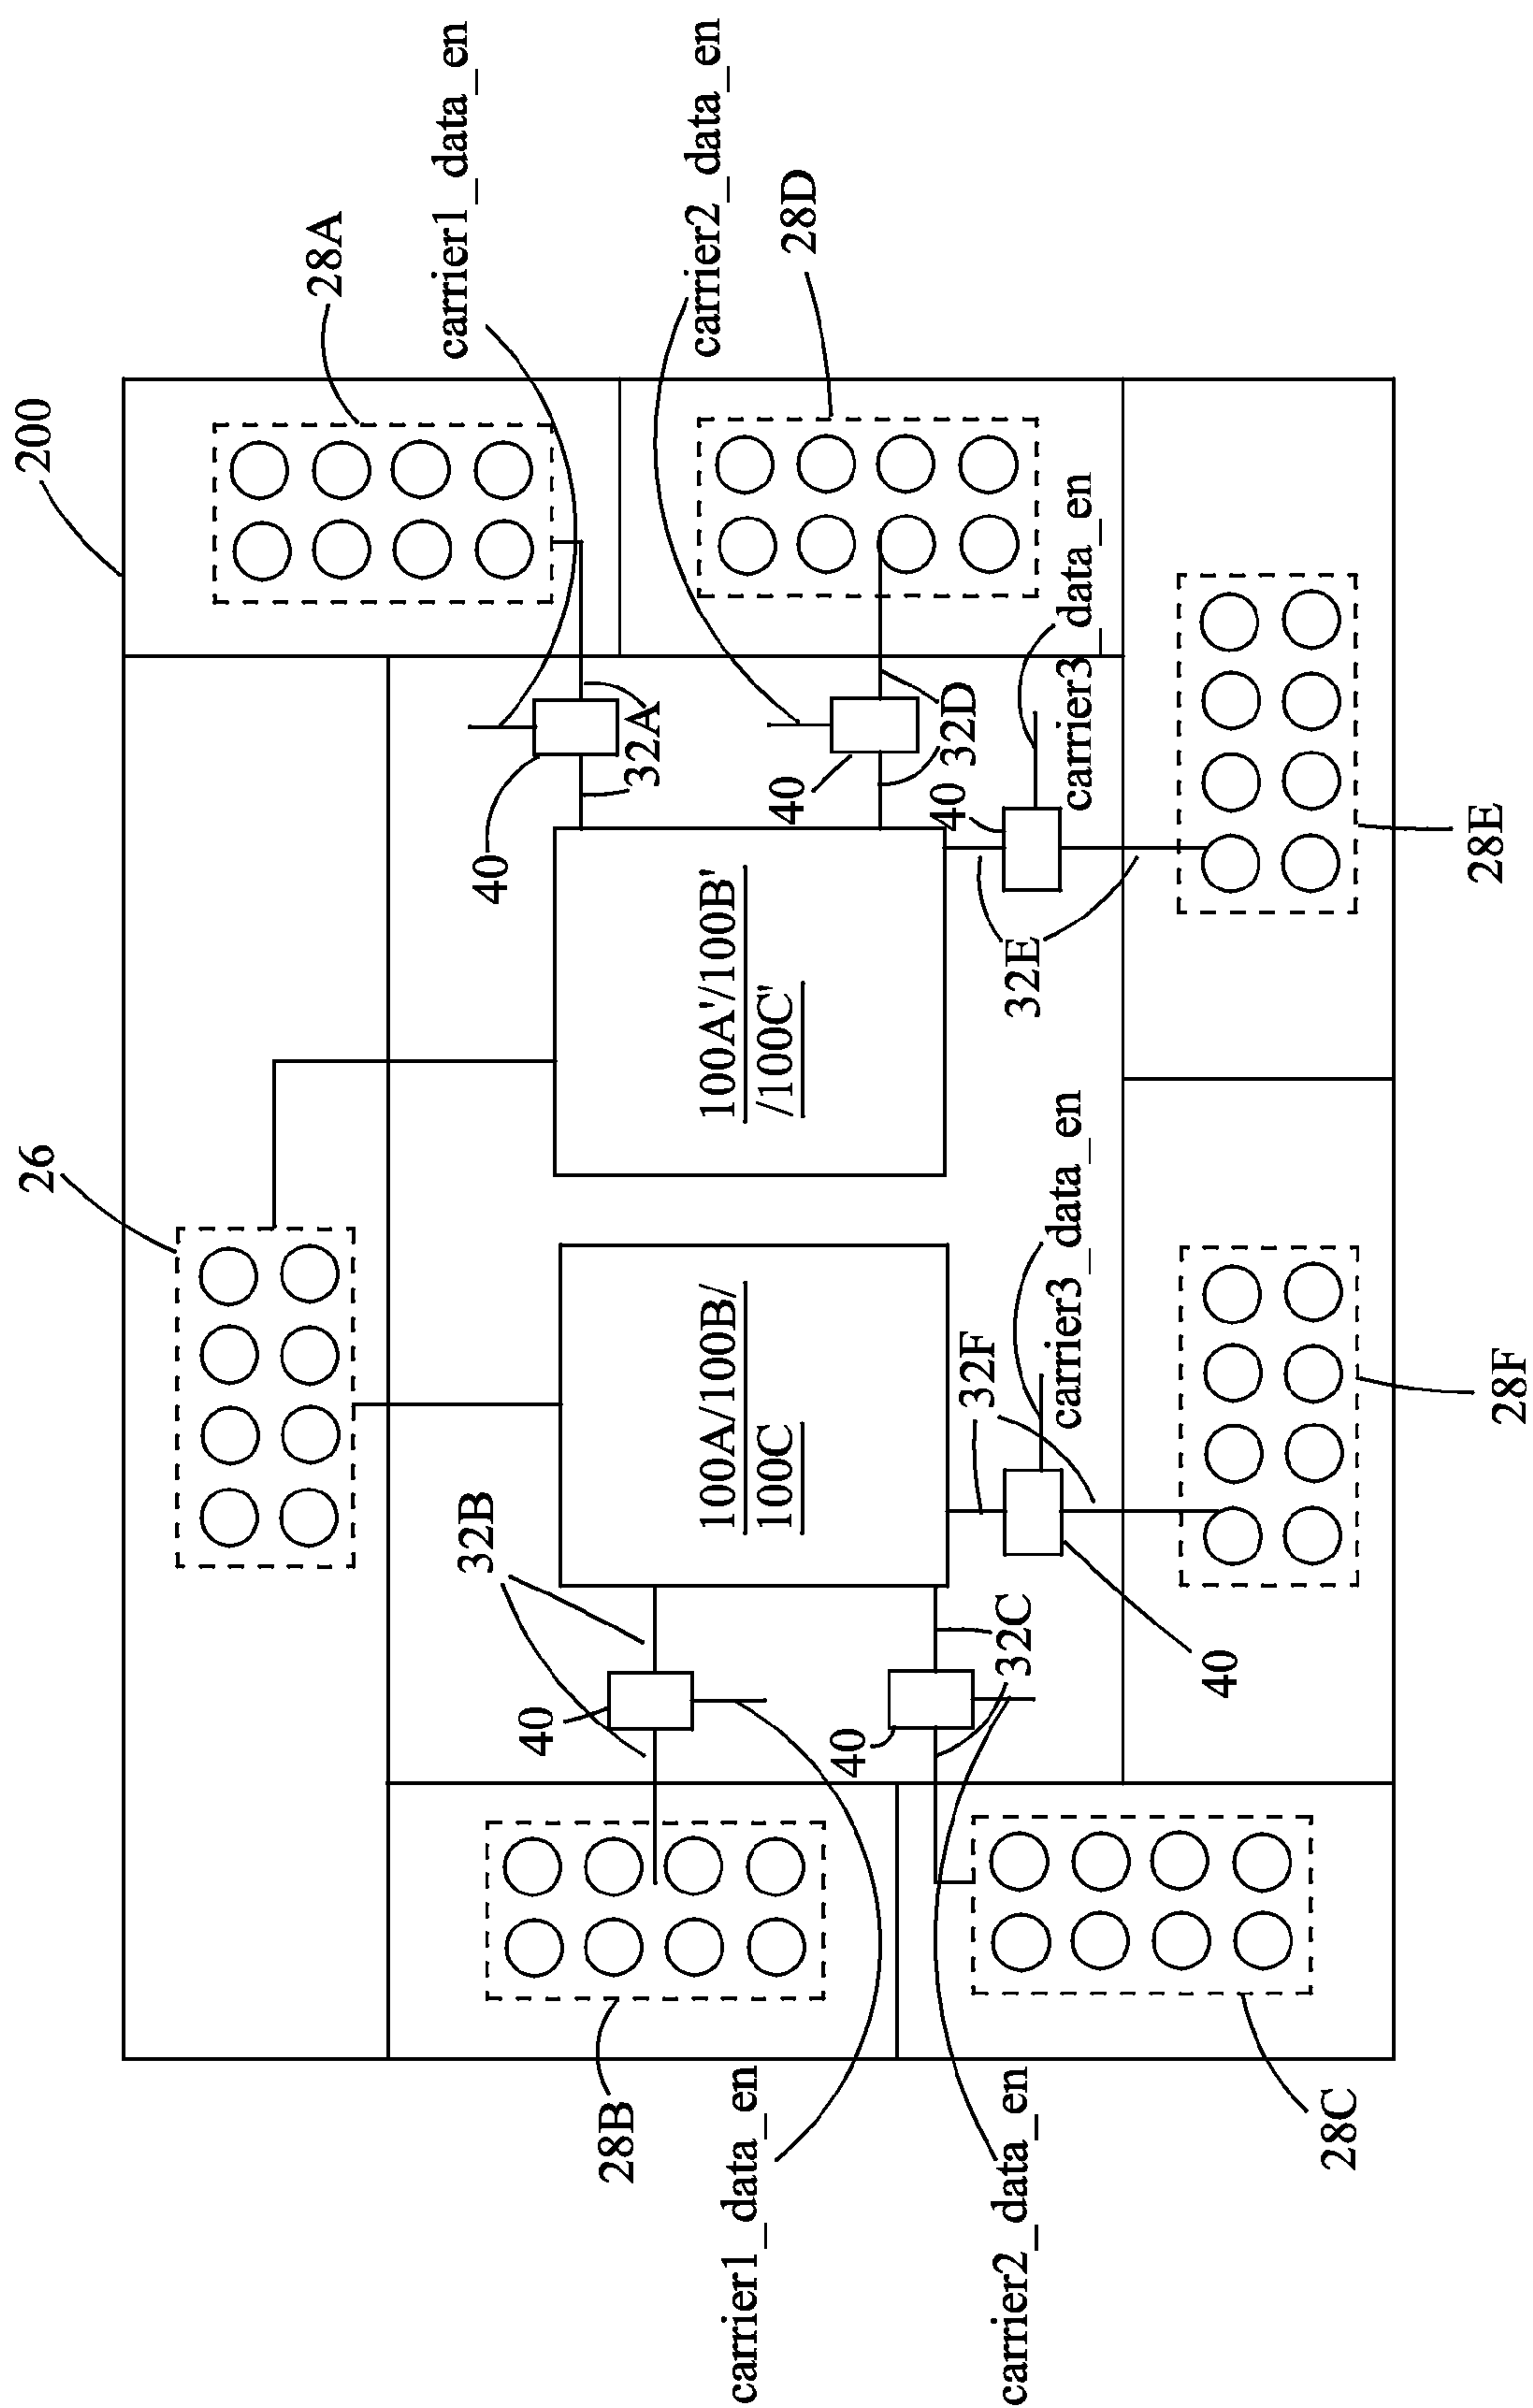 26
200
28A
carrier1_data_en
32B
40
40
28B
32A
carrier2_data_en
100A/100B/
100C
100A'/100B'
/100C'
carrier1_data_en
40
28D
40
40
32D
32F
carrier2_data_en
32C
32E
carrier3_data_en
carrier3_data_en
40
28C
28E
28F